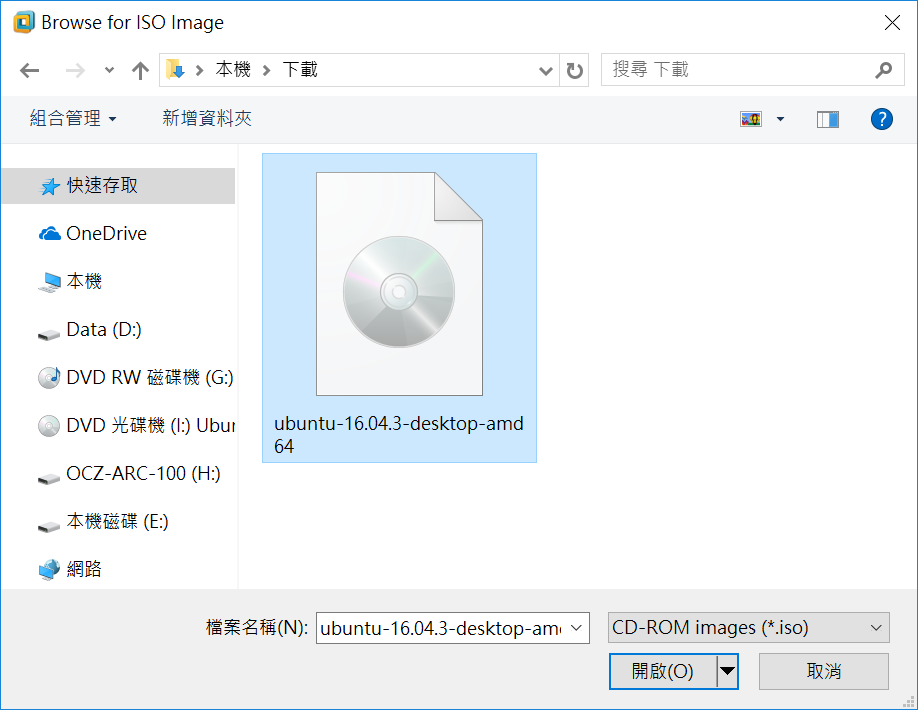 Browse for ISO Image
本機 > 下載
搜尋 下載
組合管理
新增資料夾
快速存取
OneDrive
本機
Data (D:)
DVD RW 磁碟機 (G:)
DVD 光碟機 (I:) Ubun
OCZ-ARC-100 (H:)
本機磁碟 (E:)
網路
ubuntu-16.04.3-desktop-amd
64
檔案名稱(N):
ubuntu-16.04.3-desktop-am
CD-ROM images (*.iso)
開啟(O)
取消